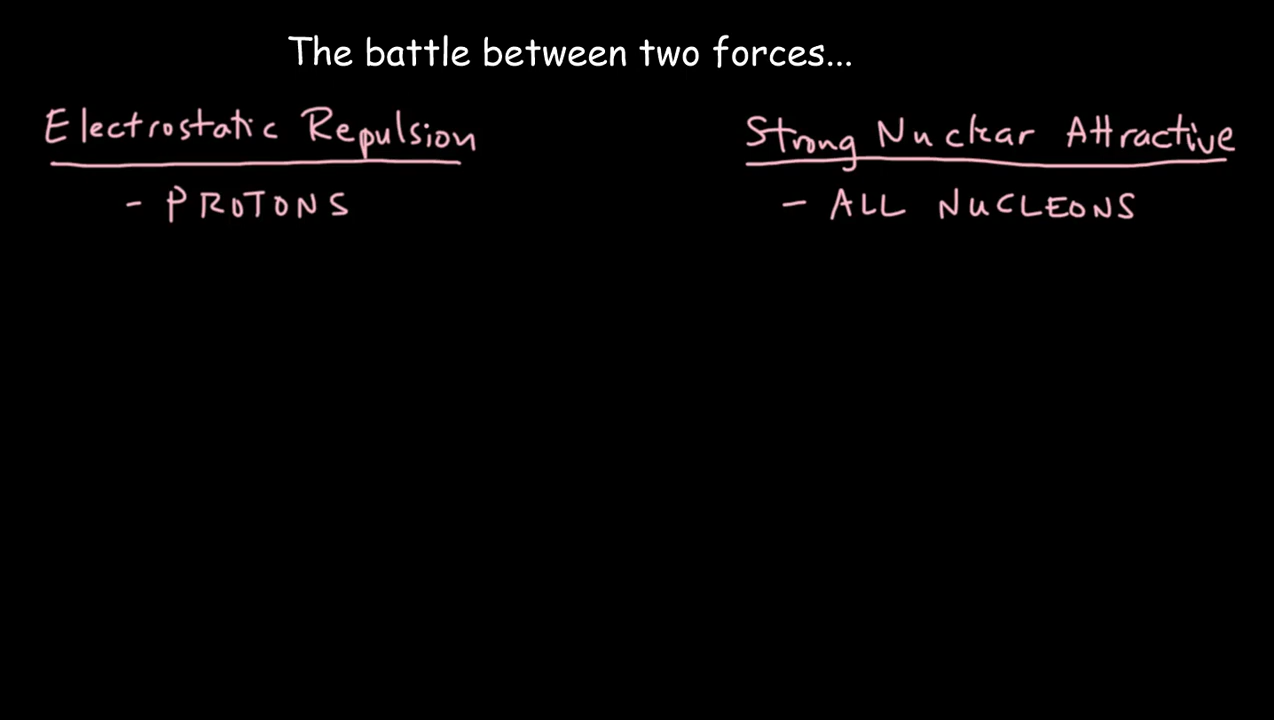 The battle between two forces...
Electrostatic Repulsion
- PROTONS
Strong Nuclear Attractive
- ALL NUCLEONS